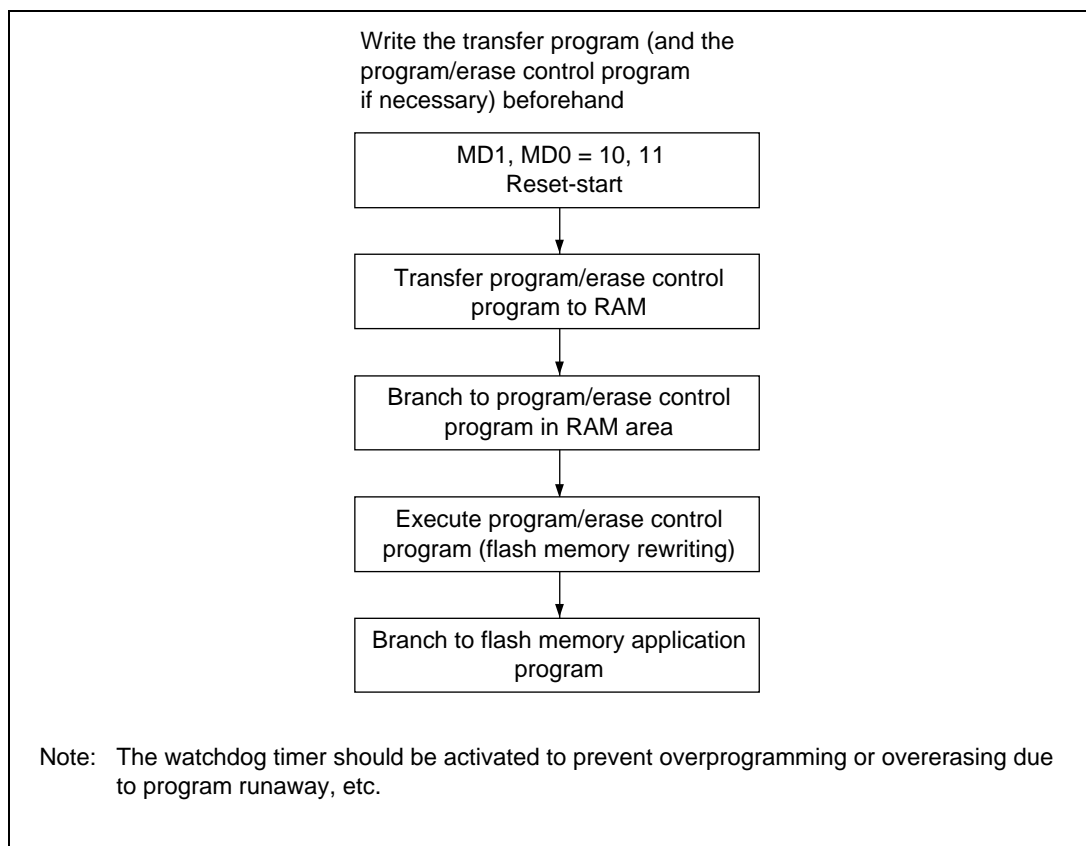 Write the transfer program (and the
program/erase control program
if necessary) beforehand
MD1, MD0 = 10, 11
Reset-start
Transfer program/erase control
program to RAM
Branch to program/erase control
program in RAM area
Execute program/erase control
program (flash memory rewriting)
Branch to flash memory application
program
Note: The watchdog timer should be activated to prevent overprogramming or overerasing due
to program runaway, etc.